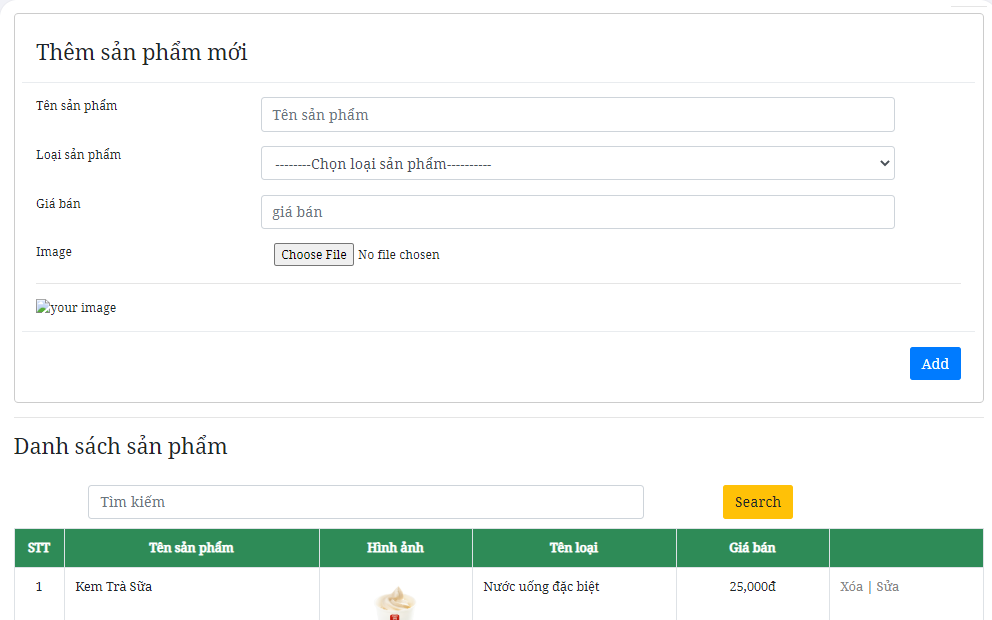 Thêm sản phẩm mới
Tên sản phẩm
Tên sản phẩm
Loại sản phẩm
--------Chọn loại sản phẩm----------
Giá bán
giá bán
Image
Choose File No file chosen
your image
Add
Danh sách sản phẩm
Tìm kiếm
Search
STT Tên sản phẩm Hình ảnh Tên loại Giá bán
1 Kem Trà Sữa Nước uống đặc biệt 25,000đ Xóa | Sửa